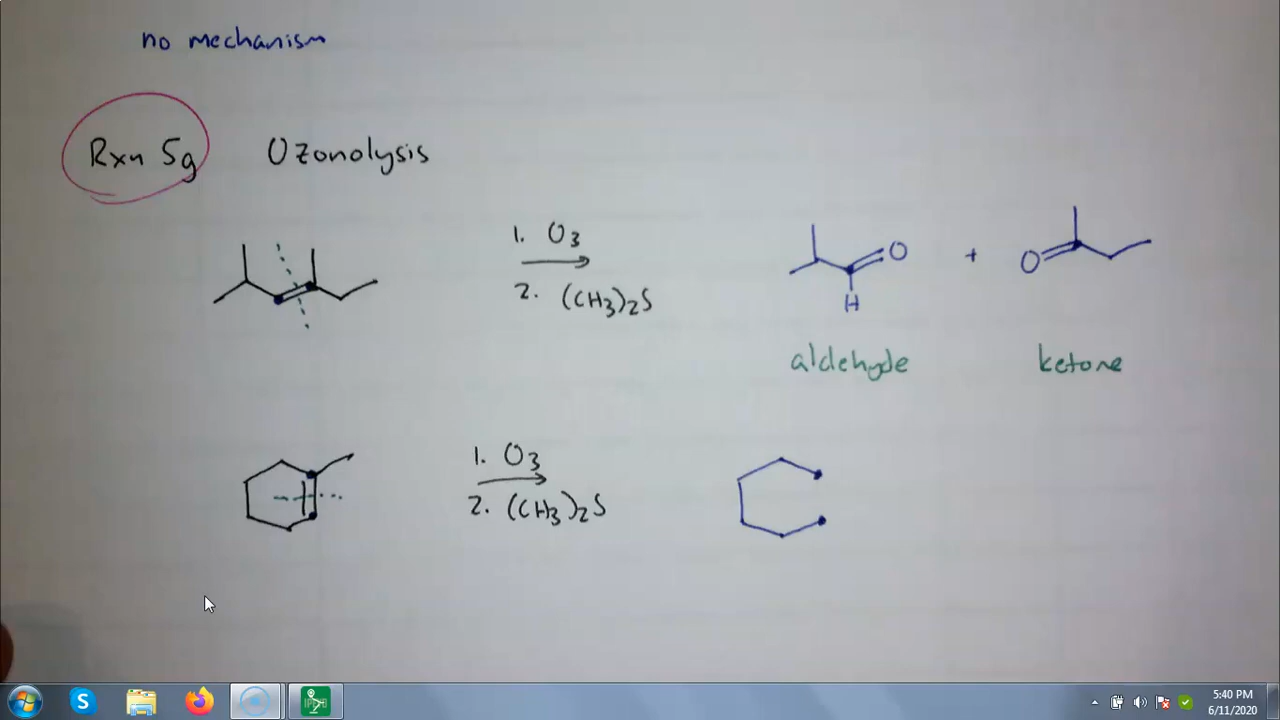 no mechanism
Rxn 5g Ozonolysis
1. O3
2. (CH3)2S
O + O
H
aldehyde ketone
1. O3
2. (CH3)2S
5:40 PM
6/11/2020